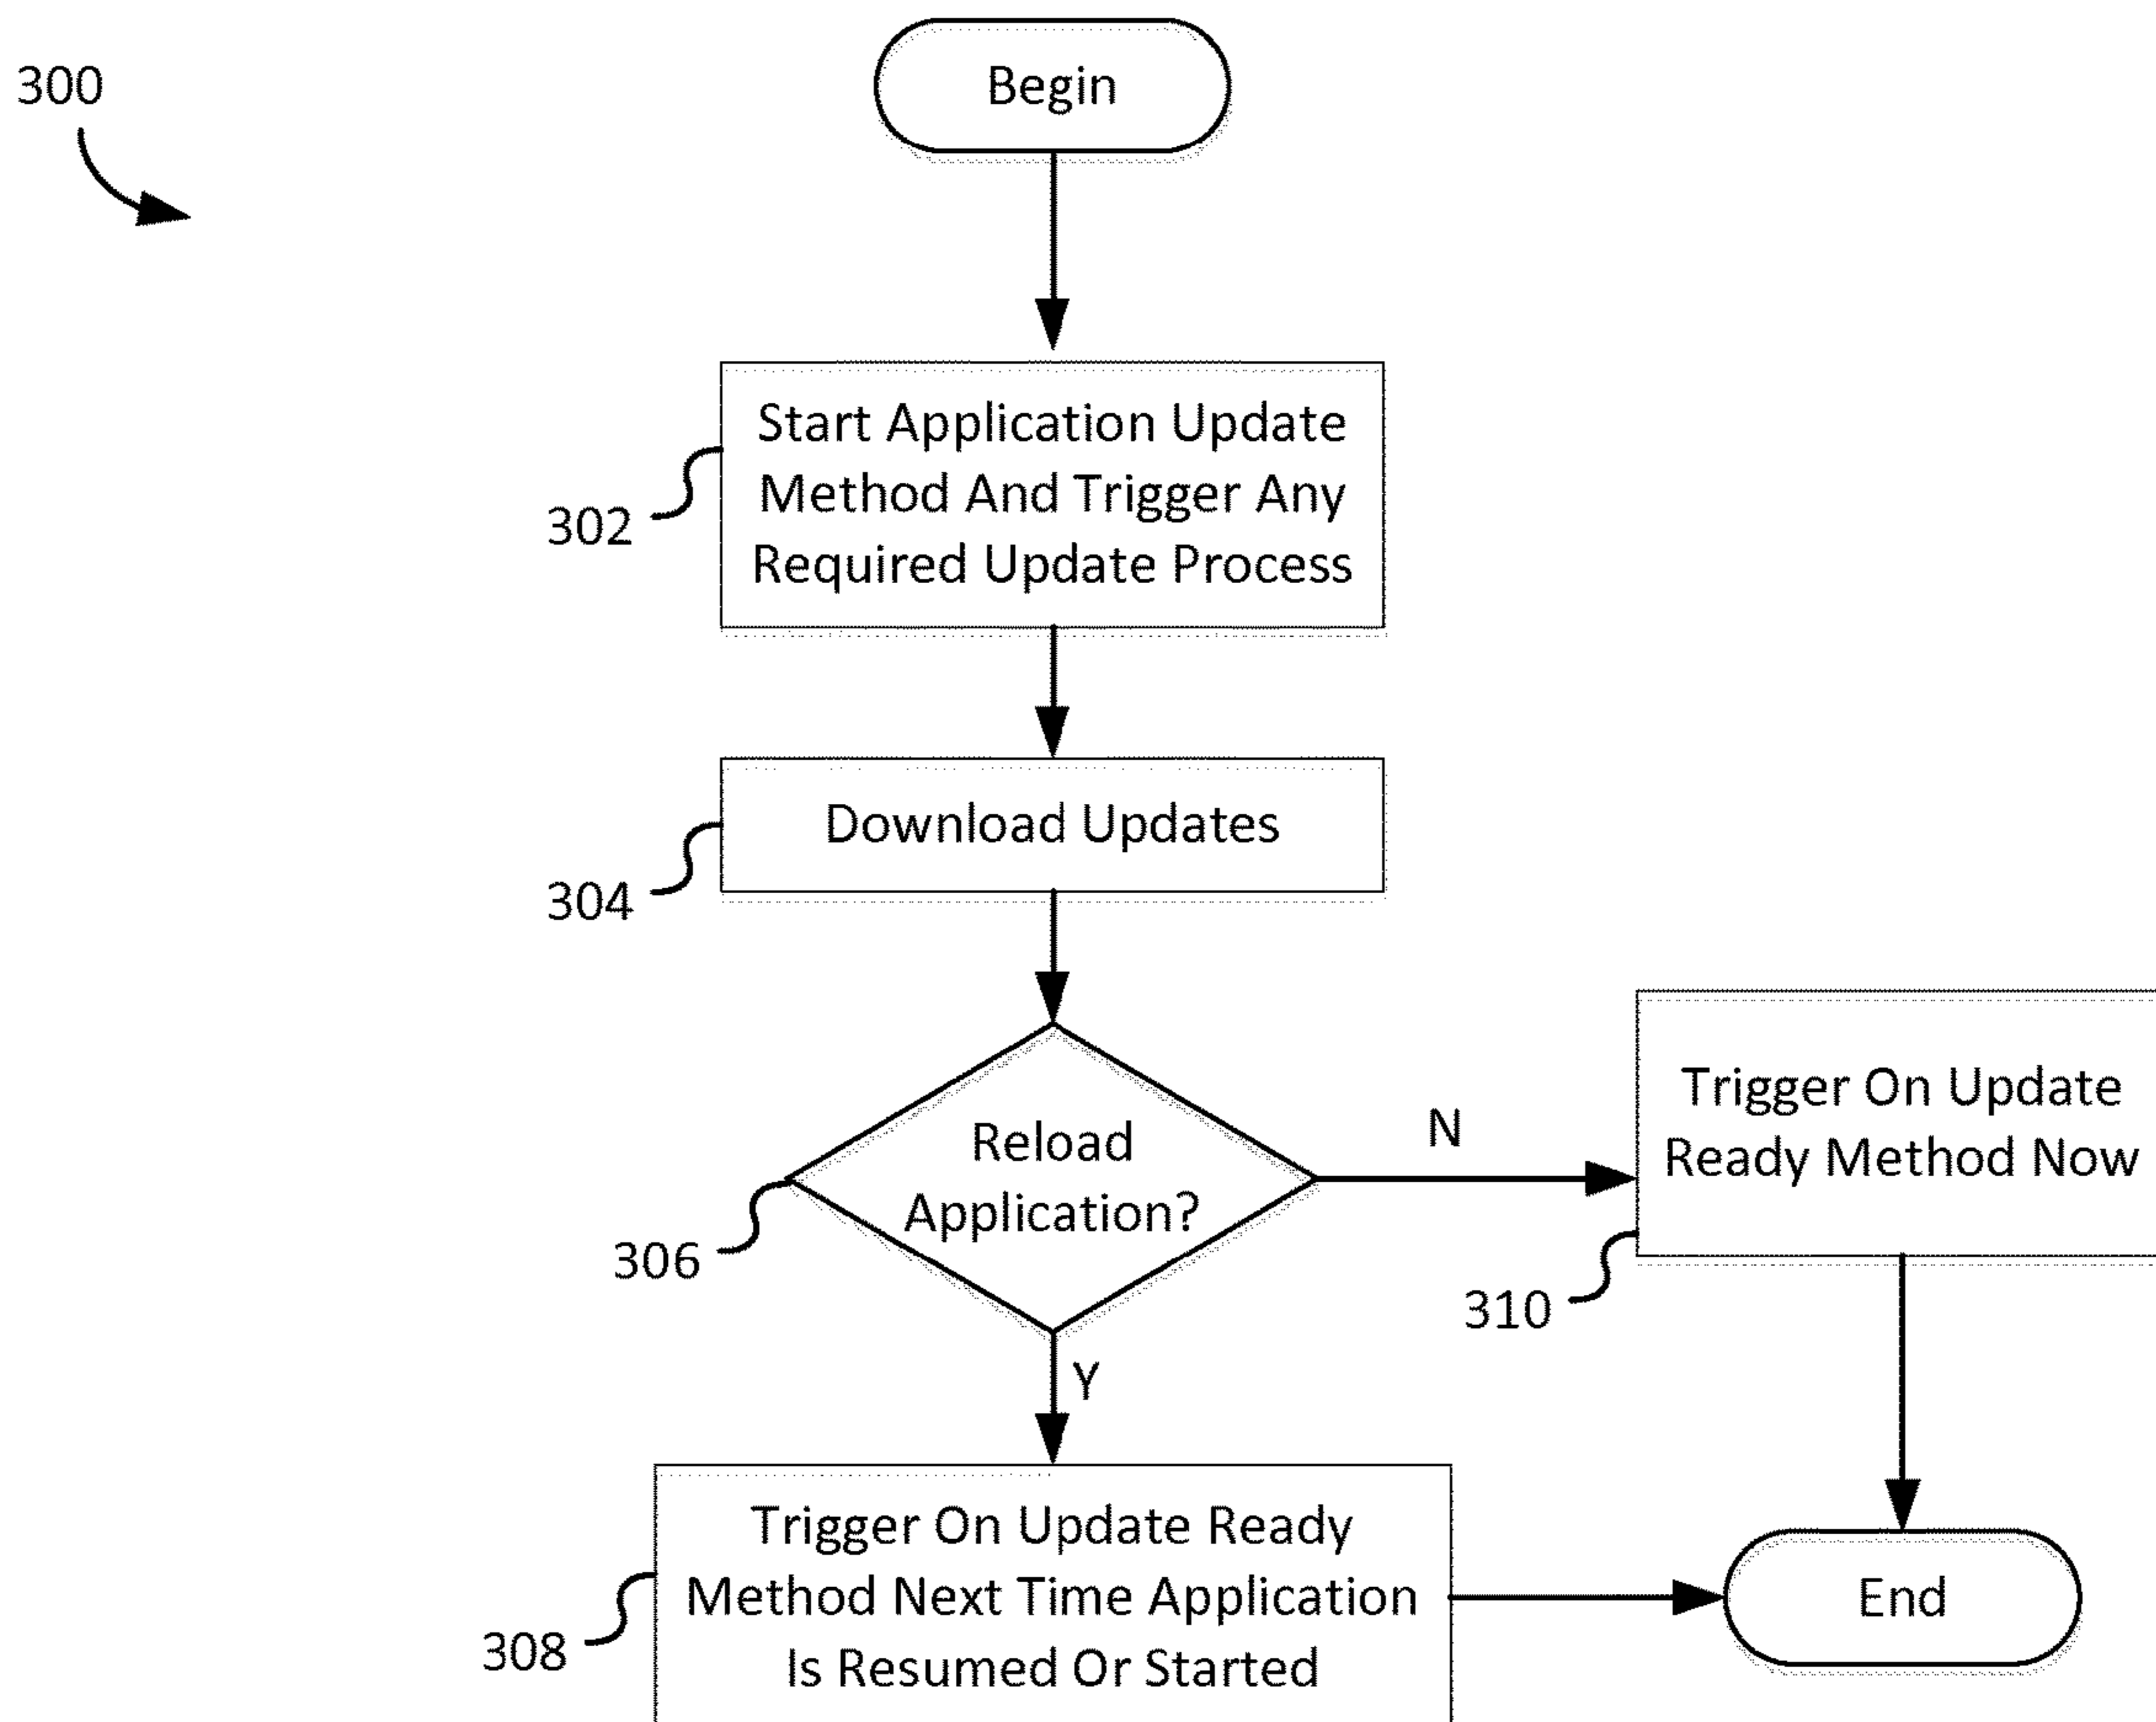 300
Begin
Start Application Update
Method And Trigger Any
Required Update Process
302
Download Updates
304
Reload
Application?
306
N
Trigger On Update
Ready Method Now
310
Y
Trigger On Update Ready
Method Next Time Application
Is Resumed Or Started
308
End